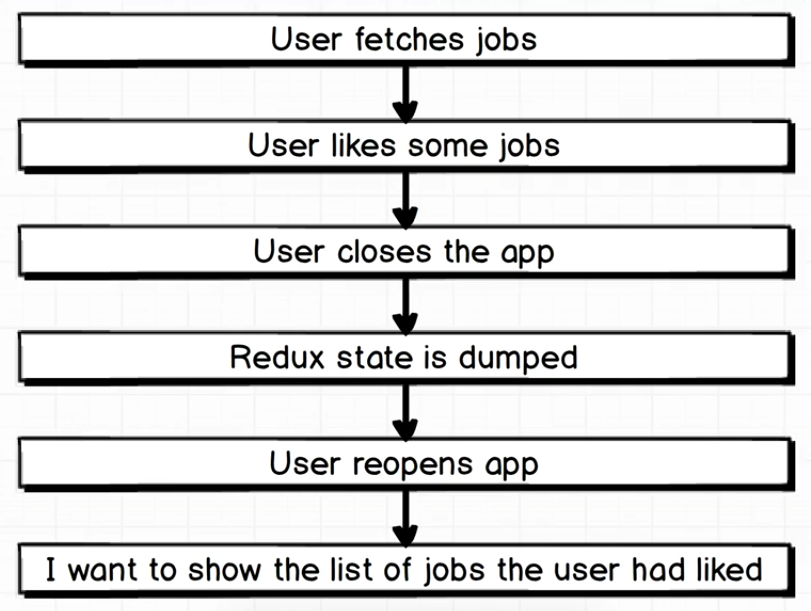 User fetches jobs
User likes some jobs
User closes the app
Redux state is dumped
User reopens app
I want to show the list of jobs the user had liked